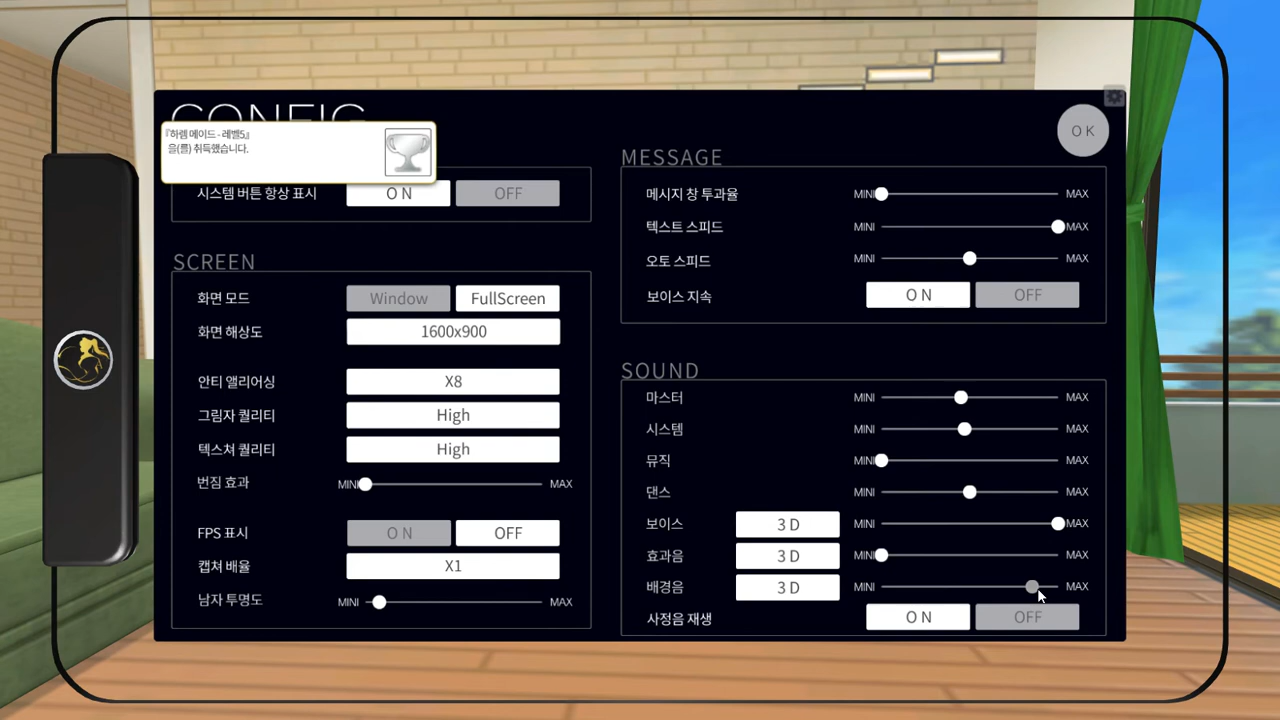 CONFIG
『하렘 메이드 - 레벨5』
을(를) 취득했습니다.
시스템 버튼 항상 표시 ON OFF
SCREEN
화면 모드 Window FullScreen
화면 해상도 1600x900
안티 앨리어싱 X8
그림자 퀄리티 High
텍스쳐 퀄리티 High
번짐 효과 MINI MAX
FPS 표시 ON OFF
캡쳐 배율 X1
남자 투명도 MINI MAX
OK
MESSAGE
메시지 창 투과율 MINI MAX
텍스트 스피드 MINI MAX
오토 스피드 MINI MAX
보이스 지속 ON OFF
SOUND
마스터 MINI MAX
시스템 MINI MAX
뮤직 MINI MAX
댄스 MINI MAX
보이스 3D MINI MAX
효과음 3D MINI MAX
배경음 3D MINI MAX
사정음 재생 ON OFF